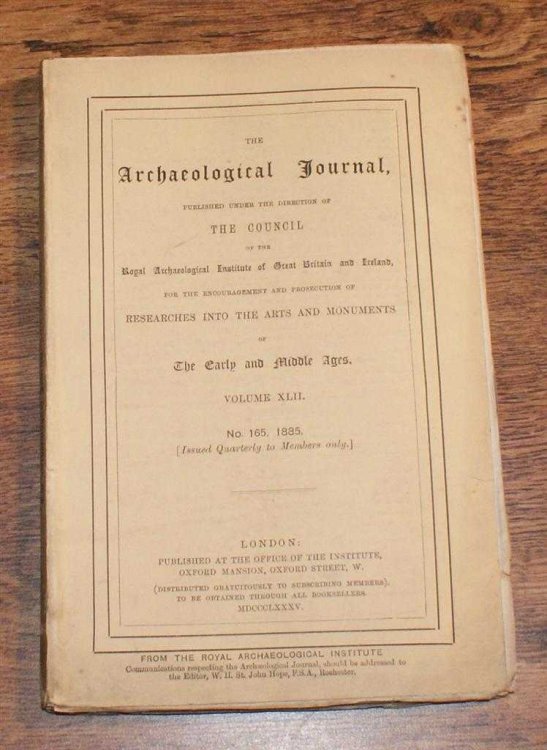 THE
Archaeological Journal,
PUBLISHED UNDER THE DIRECTION OF
THE COUNCIL
OF THE
Royal Archaeological Institute of Great Britain and Ireland,
FOR THE ENCOURAGEMENT AND PROSECUTION OF
RESEARCHES INTO THE ARTS AND MONUMENTS
OF
The Early and Middle Ages.
VOLUME XLII.
No. 165, 1885.
[Issued Quarterly to Members only.]
LONDON:
PUBLISHED AT THE OFFICE OF THE INSTITUTE,
OXFORD MANSION, OXFORD STREET, W.
(DISTRIBUTED GRATUITOUSLY TO SUBSCRIBING MEMBERS).
TO BE OBTAINED THROUGH ALL BOOKSELLERS
MDCCCLXXXV.
FROM THE ROYAL ARCHAEOLOGICAL INSTITUTE
Communications respecting the Archaeological Journal, should be addressed to
the Editor, W. H. St. John Hope, F.S.A., Rochester.